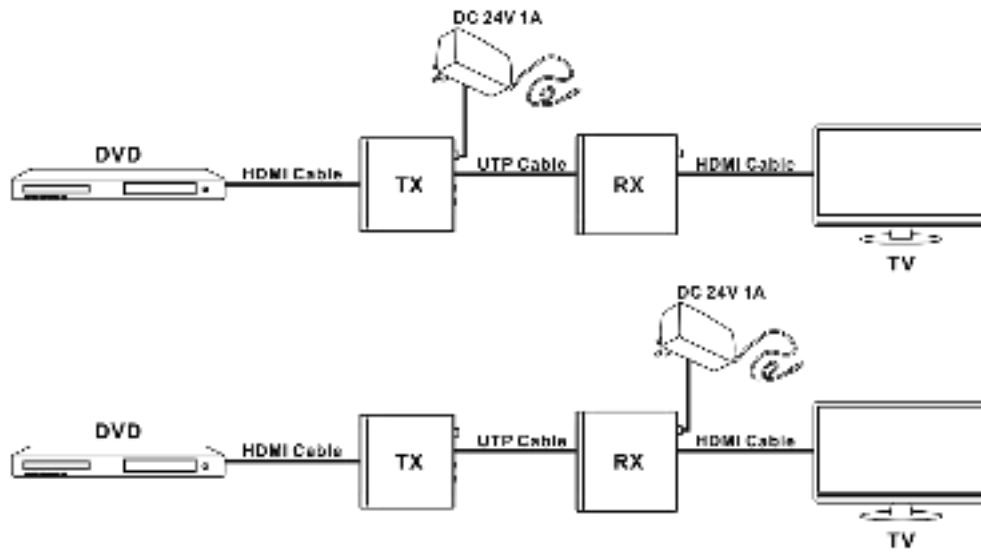 DC 24V 1A
DVD
HDMI Cable
TX
UTP Cable
RX
HDMI Cable
TV
DC 24V 1A
DVD
HDMI Cable
TX
UTP Cable
RX
HDMI Cable
TV